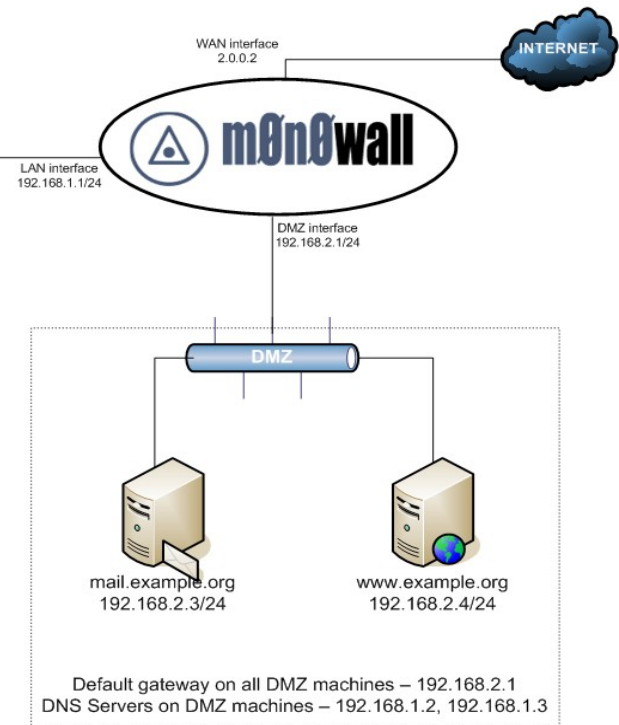 WAN interface
2.0.0.2
INTERNET
mØnØwall
LAN interface
192.168.1.1/24
DMZ interface
192.168.2.1/24
DMZ
mail.example.org
192.168.2.3/24
www.example.org
192.168.2.4/24
Default gateway on all DMZ machines – 192.168.2.1
DNS Servers on DMZ machines – 192.168.1.2, 192.168.1.3